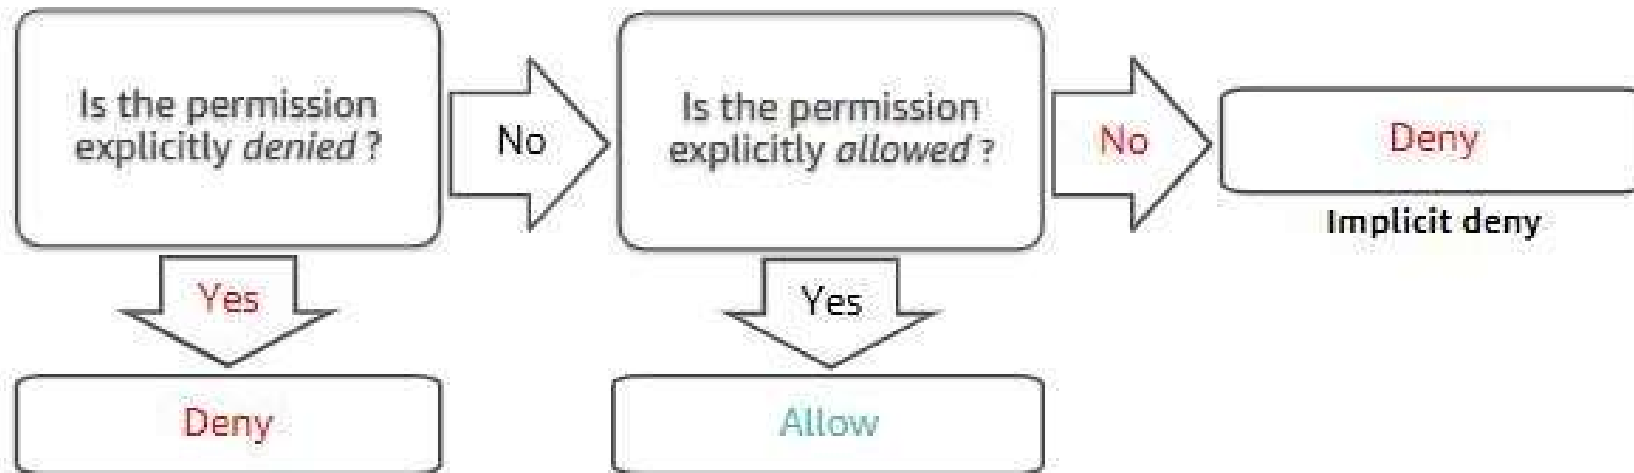 Is the permission
explicitly denied ?
No
Is the permission
explicitly allowed ?
No
Deny
Implicit deny
Yes
Yes
Deny
Allow